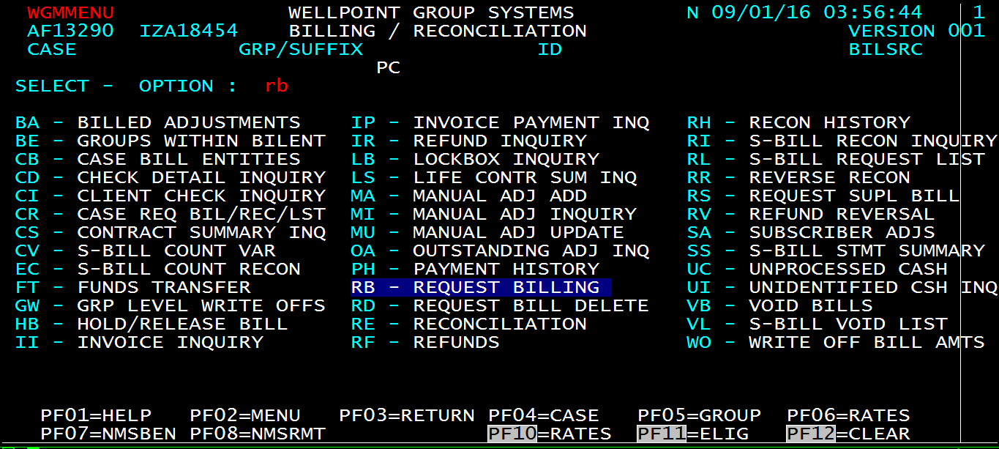 WGMMENU WELLPOINT GROUP SYSTEMS N 09/01/16 03:56:44 1
AF13290 IZA18454 BILLING / RECONCILIATION VERSION 001
CASE GRP/SUFFIX ID BILSRC
PC
SELECT - OPTION : rb
BA - BILLED ADJUSTMENTS IP - INVOICE PAYMENT INQ RH - RECON HISTORY
BE - GROUPS WITHIN BILENT IR - REFUND INQUIRY RI - S-BILL RECON INQUIRY
CB - CASE BILL ENTITIES LB - LOCKBOX INQUIRY RL - S-BILL REQUEST LIST
CD - CHECK DETAIL INQUIRY LS - LIFE CONTR SUM INQ RR - REVERSE RECON
CI - CLIENT CHECK INQUIRY MA - MANUAL ADJ ADD RS - REQUEST SUPL BILL
CR - CASE REQ BIL/REC/LST MI - MANUAL ADJ INQUIRY RV - REFUND REVERSAL
CS - CONTRACT SUMMARY INQ MU - MANUAL ADJ UPDATE SA - SUBSCRIBER ADJS
CV - S-BILL COUNT VAR OA - OUTSTANDING ADJ INQ SS - S-BILL STMT SUMMARY
EC - S-BILL COUNT RECON PH - PAYMENT HISTORY UC - UNPROCESSED CASH
FT - FUNDS TRANSFER RB - REQUEST BILLING UI - UNIDENTIFIED CSH INQ
GW - GRP LEVEL WRITE OFFS RD - REQUEST BILL DELETE VB - VOID BILLS
HB - HOLD/RELEASE BILL RE - RECONCILIATION VL - S-BILL VOID LIST
II - INVOICE INQUIRY RF - REFUNDS WO - WRITE OFF BILL AMTS
PF01=HELP PF02=MENU PF03=RETURN PF04=CASE PF05=GROUP PF06=RATES
PF07=NMSBEN PF08=NMSRMT PF10=RATES PF11=ELIG PF12=CLEAR